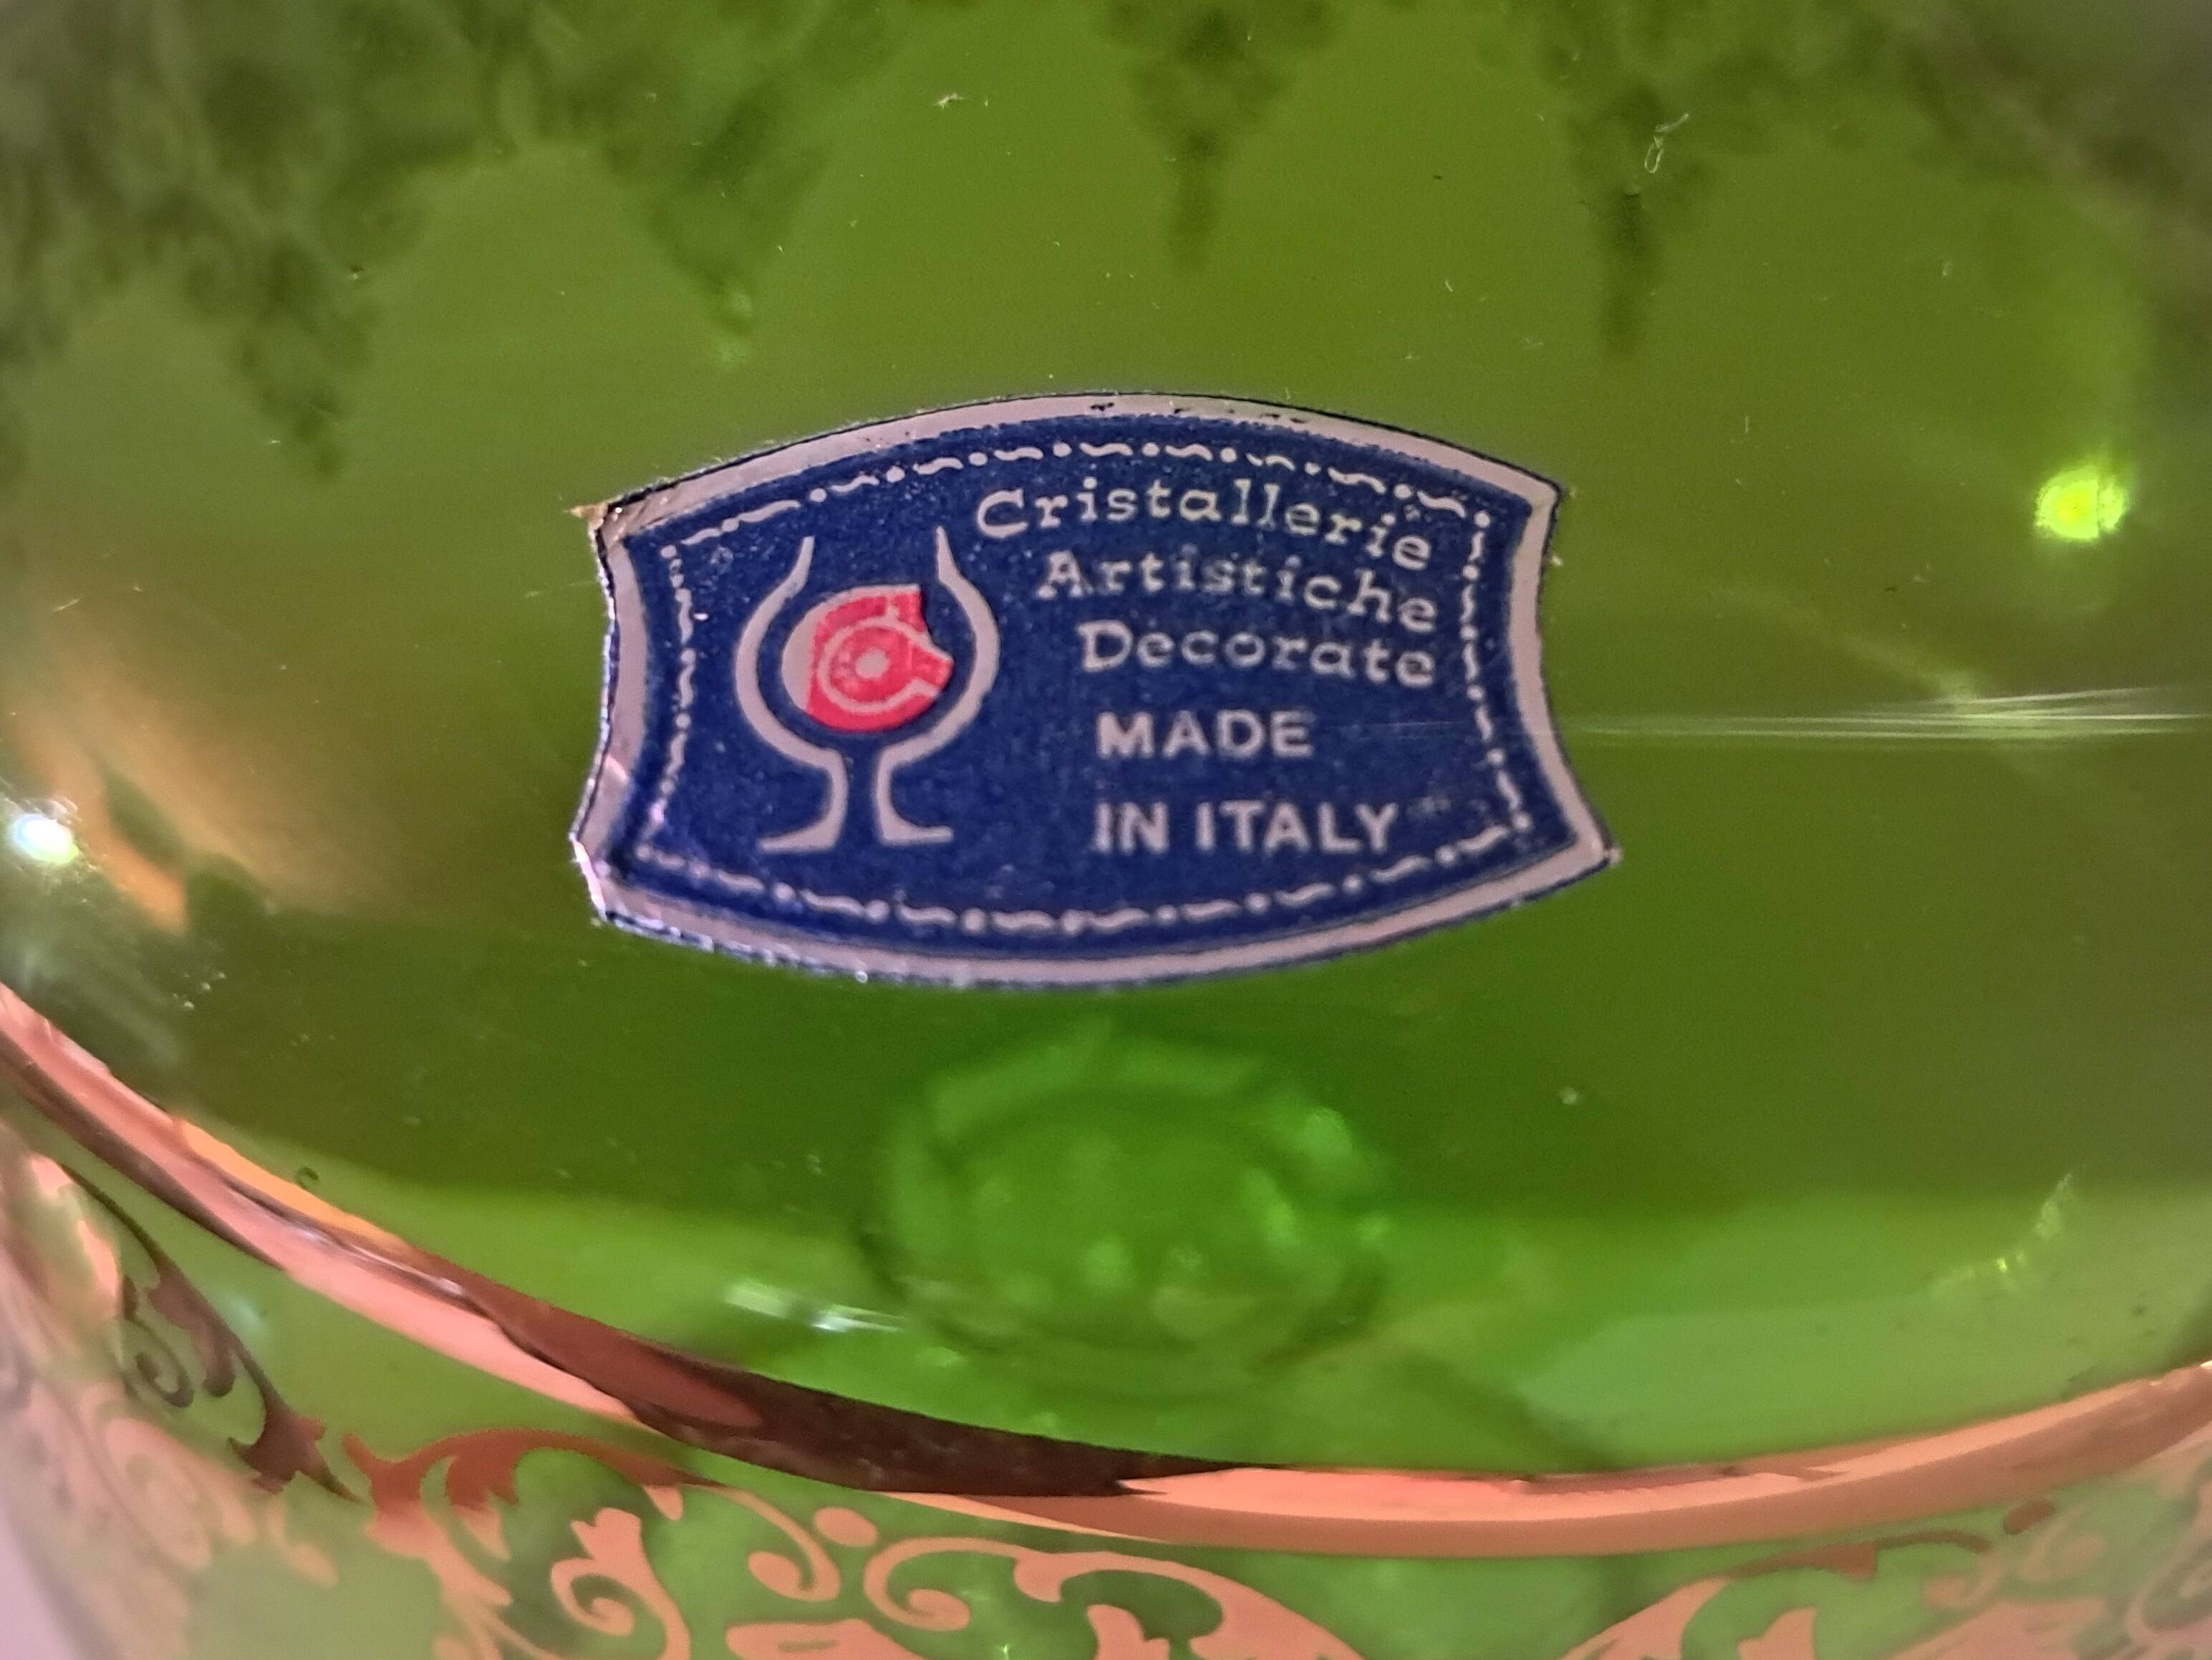 Cristallerie
Artistiche
Decorate
MADE
IN ITALY